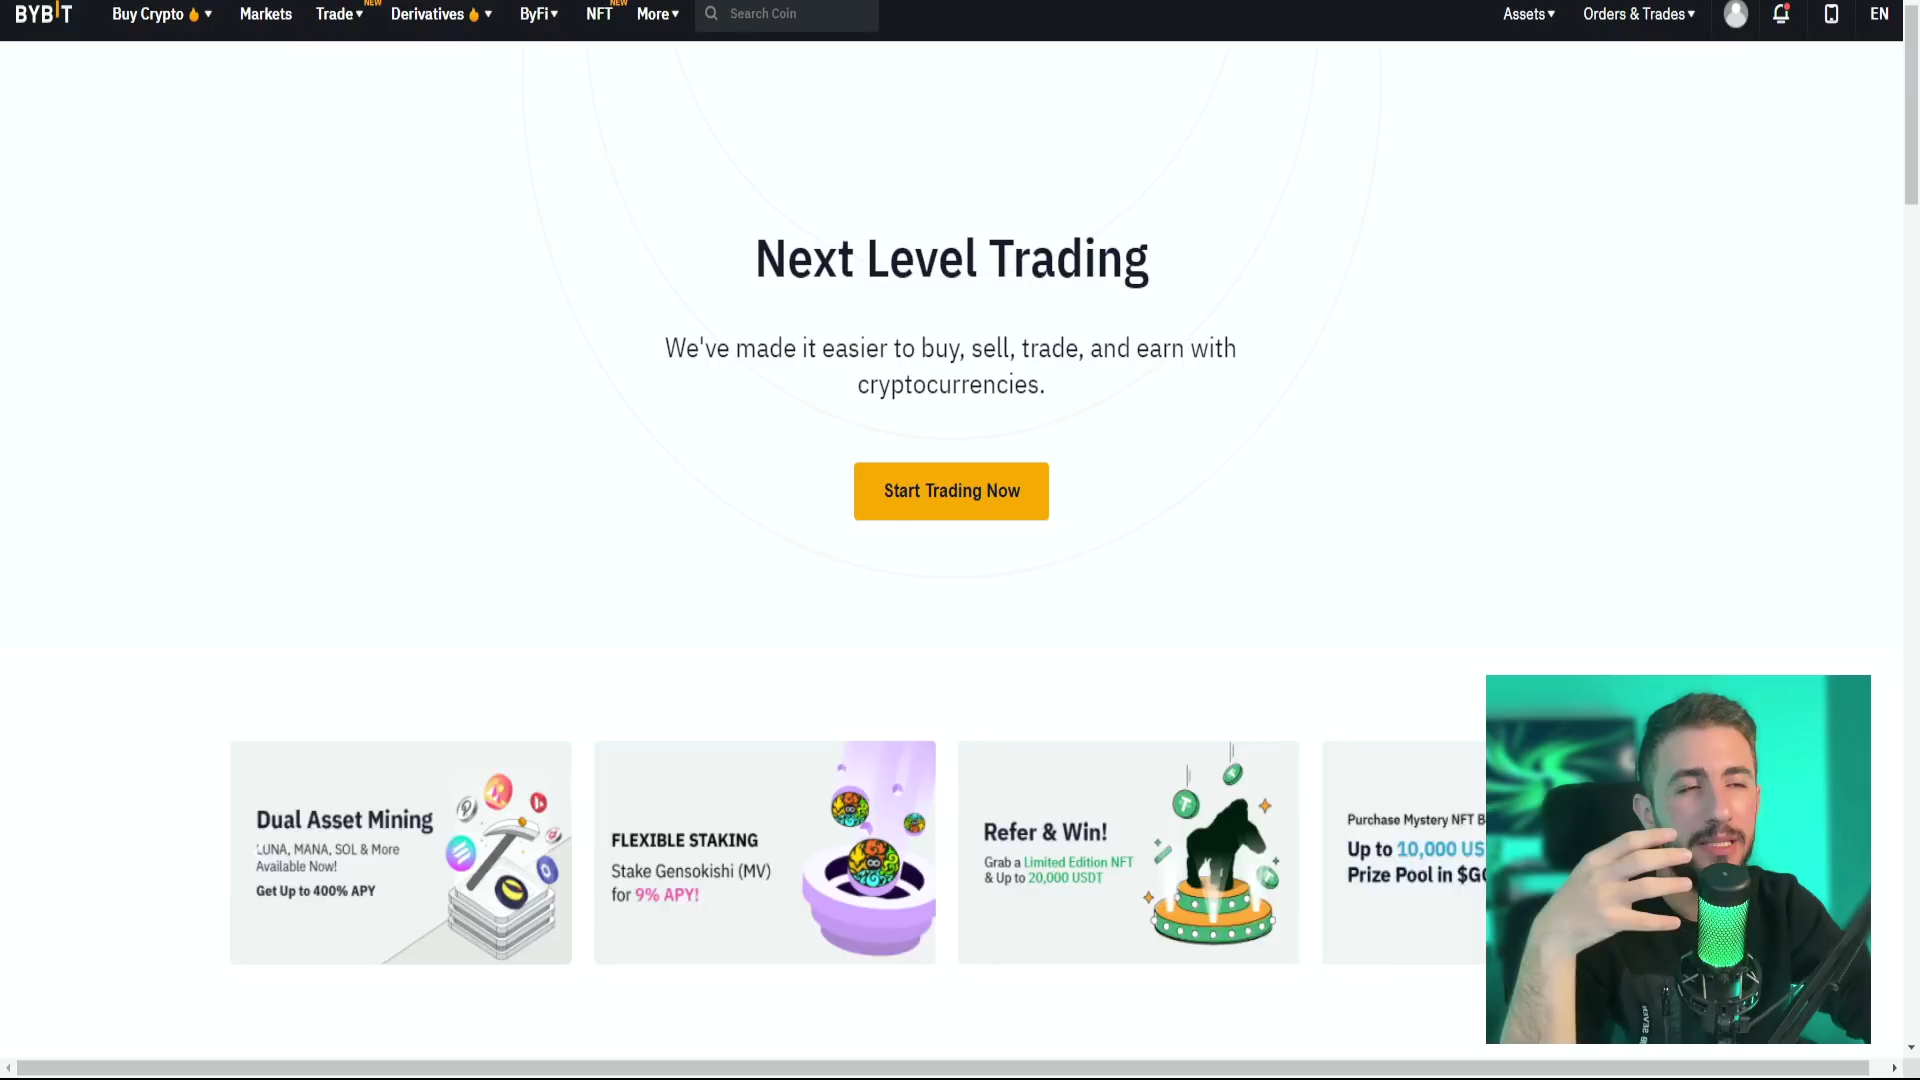 BYBIT
Buy Crypto
Markets
Trade
NEW
Derivatives
ByFi
NFT
NEW
More
Search Coin
Assets
Orders & Trades
EN
Next Level Trading
We've made it easier to buy, sell, trade, and earn with
cryptocurrencies.
Start Trading Now
Dual Asset Mining
LUNA, MANA, SOL & More
Available Now!
Get Up to 400% APY
FLEXIBLE STAKING
Stake Gensokishi (MV)
for 9% APY!
Refer & Win!
Grab a Limited Edition NFT
& Up to 20,000 USDT
Purchase Mystery NFT B
Up to 10,000 US
Prize Pool in $G